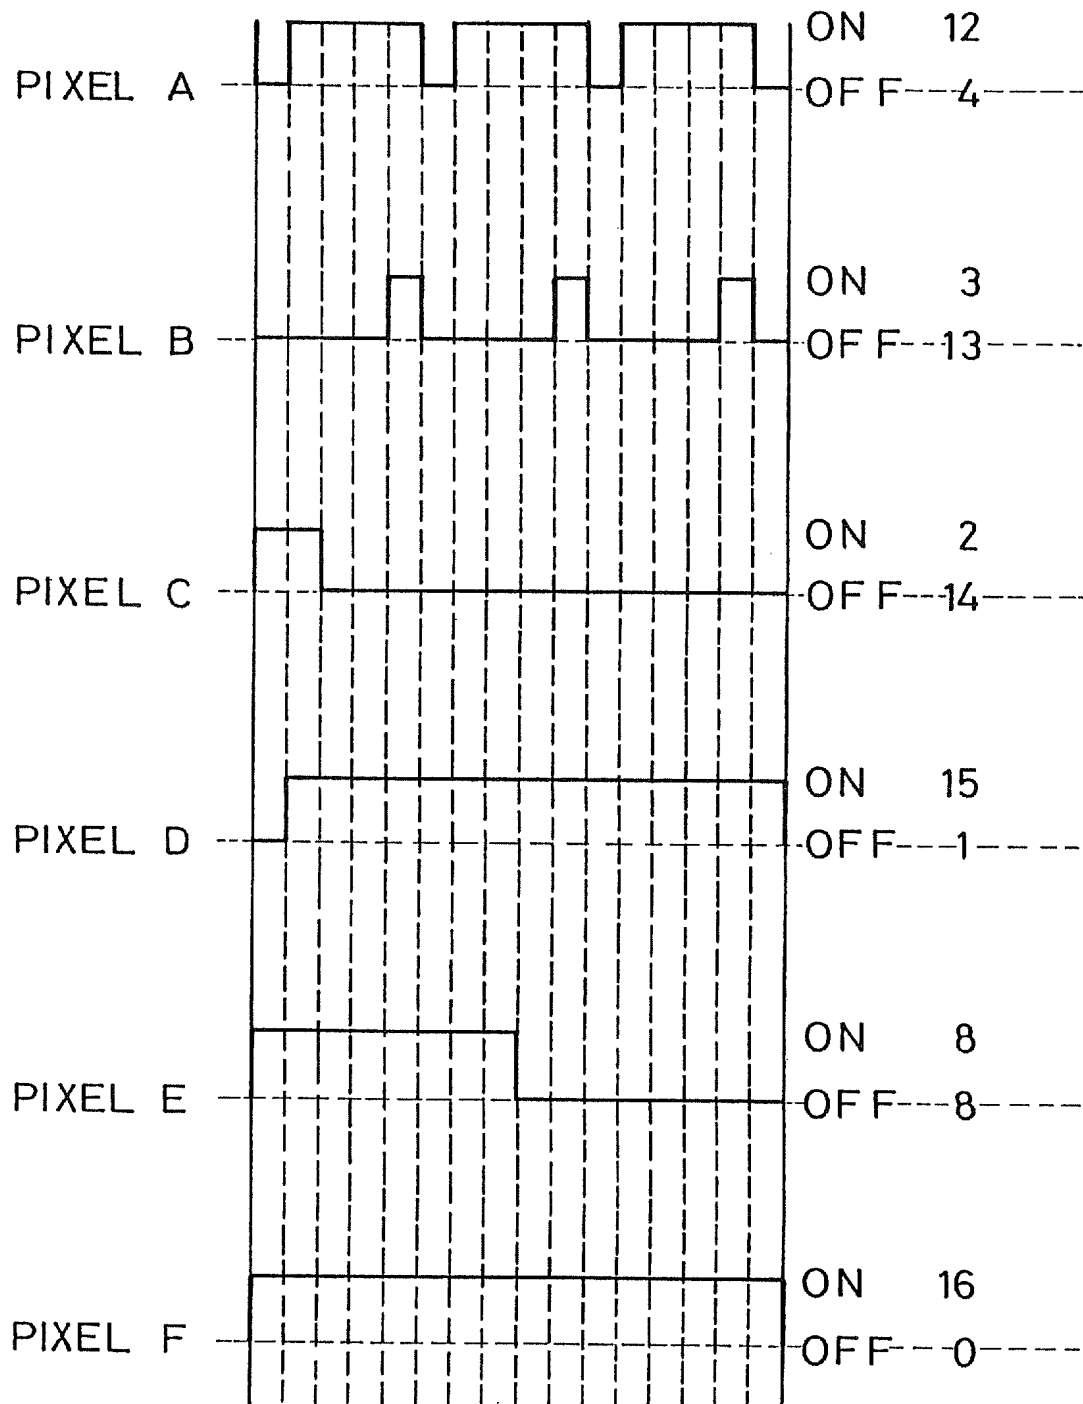 ON 12
PIXEL A OFF 4
ON 3
PIXEL B OFF 13
ON 2
PIXEL C OFF 14
ON 15
PIXEL D OFF 1
ON 8
PIXEL E OFF 8
ON 16
PIXEL F OFF 0